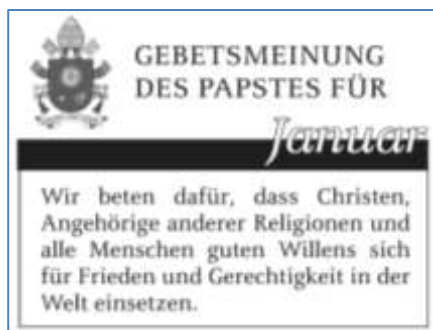 GEBETSMEINUNG
DES PAPSTES FÜR
Januar
Wir beten dafür, dass Christen,
Angehörige anderer Religionen und
alle Menschen guten Willens sich
für Frieden und Gerechtigkeit in der
Welt einsetzen.